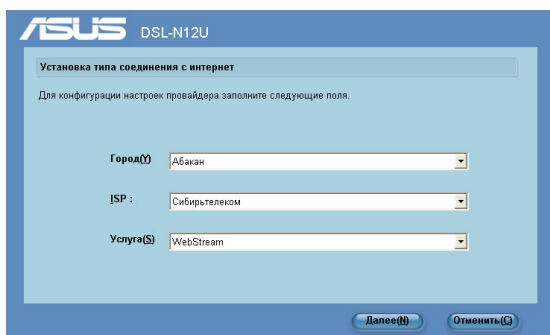 ASUS DSL-N12U
Установка типа соединения с интернет
Для конфигурации настроек провайдера заполните следующие поля.
Город(Y) Абакан
ISP : Сибирьтелеком
Услуга(S) WebStream
Далее(N) Отменить(C)